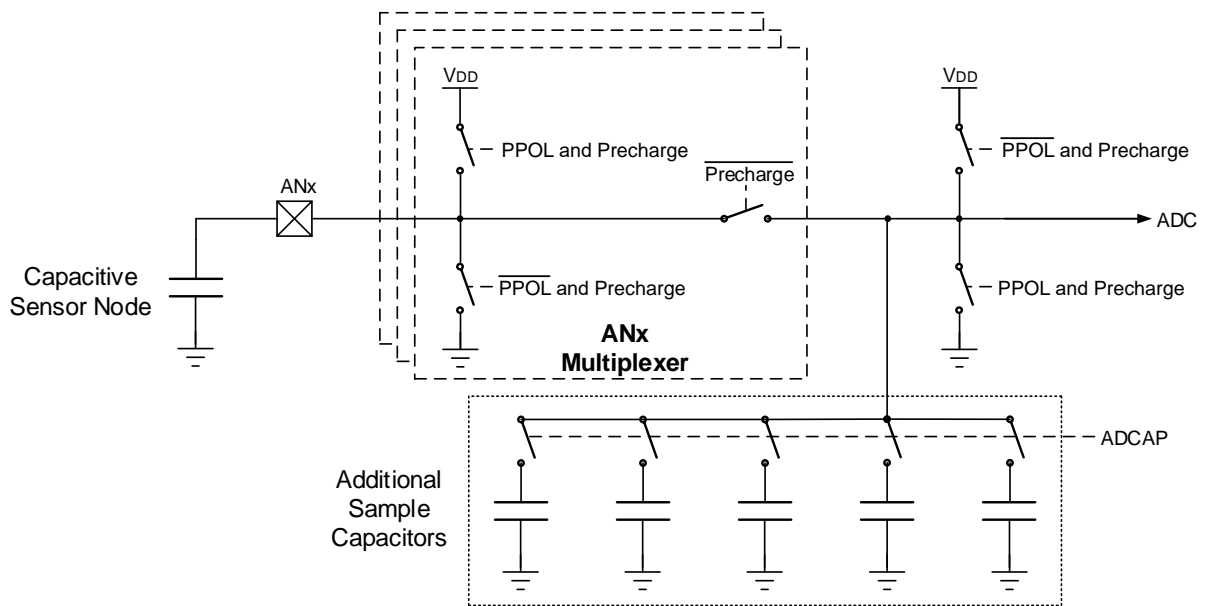 VDD
VDD
PPOL and Precharge
PPOL and Precharge
Precharge
ANx
ADC
Capacitive
Sensor Node
PPOL and Precharge
PPOL and Precharge
ANx
Multiplexer
ADCAP
Additional
Sample
Capacitors